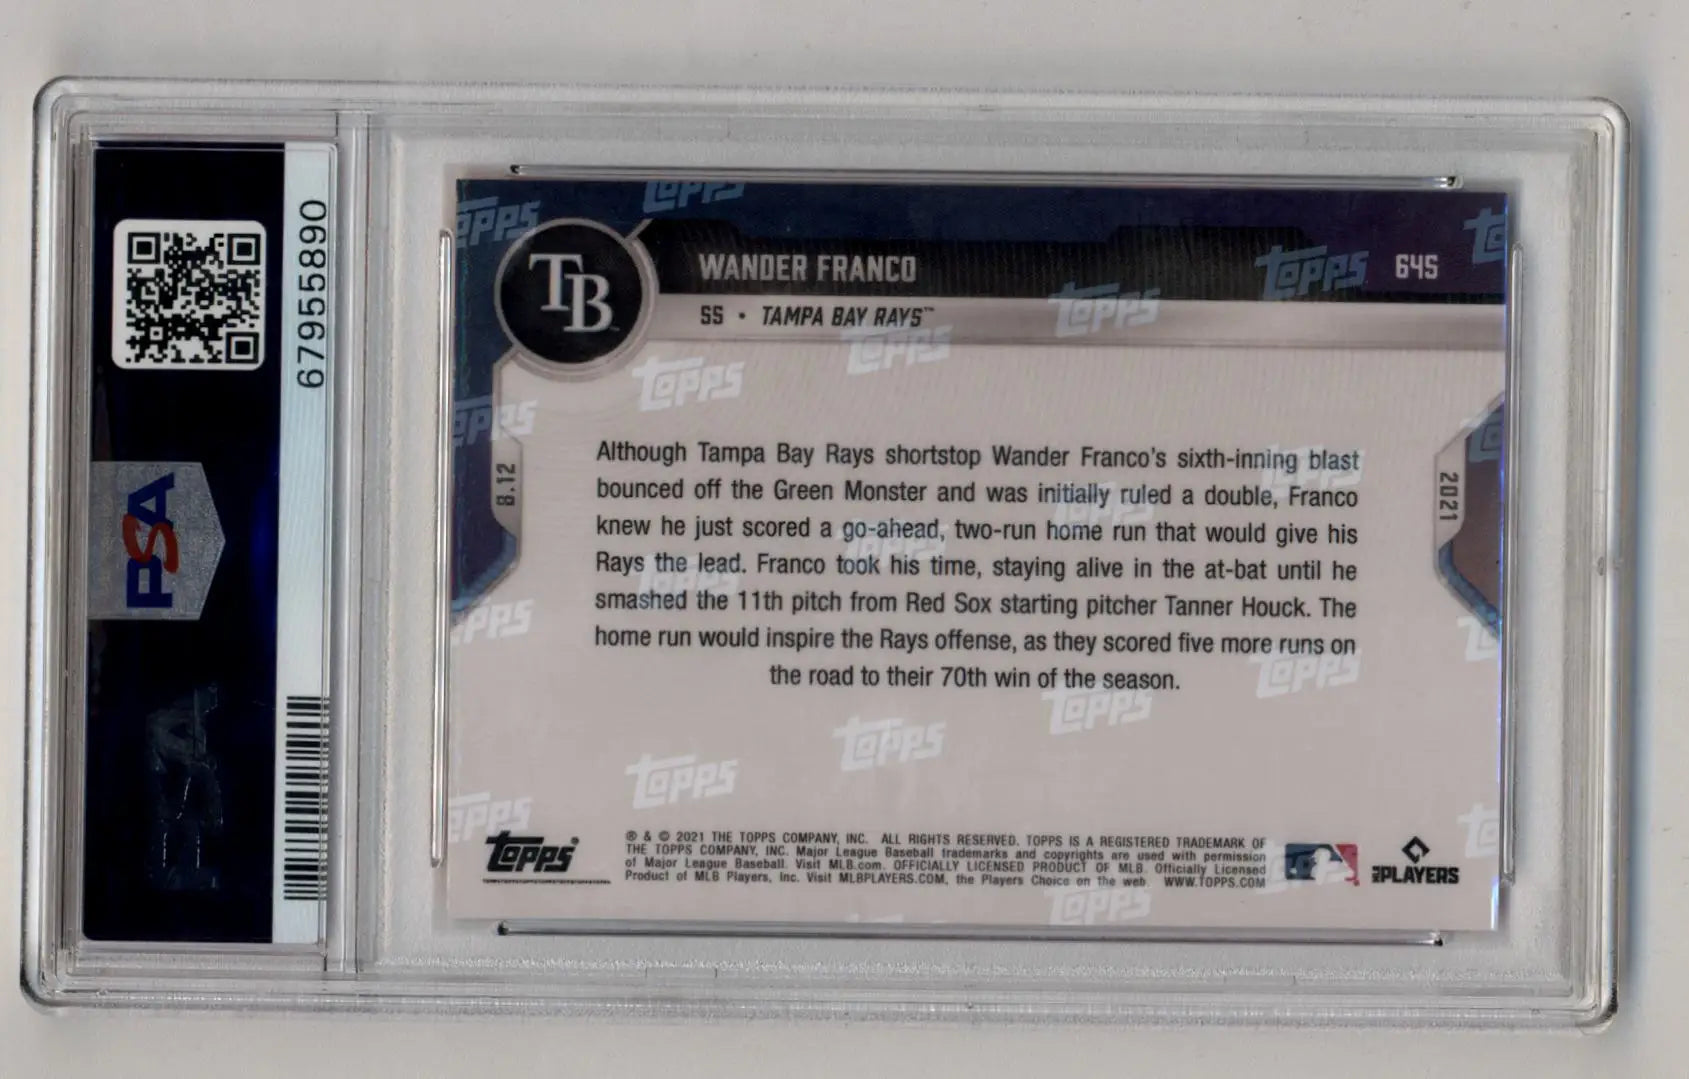 67955890
PSA
TB
WANDER FRANCO
645
SS • TAMPA BAY RAYS™
8.12
2021
Although Tampa Bay Rays shortstop Wander Franco's sixth-inning blast
bounced off the Green Monster and was initially ruled a double, Franco
knew he just scored a go-ahead, two-run home run that would give his
Rays the lead. Franco took his time, staying alive in the at-bat until he
smashed the 11th pitch from Red Sox starting pitcher Tanner Houck. The
home run would inspire the Rays offense, as they scored five more runs on
the road to their 70th win of the season.
Topps
® & © 2021 THE TOPPS COMPANY, INC. ALL RIGHTS RESERVED. TOPPS IS A REGISTERED TRADEMARK OF
THE TOPPS COMPANY, INC. Major League Baseball trademarks and copyrights are used with permission
of Major League Baseball. Visit MLB.com. OFFICIALLY LICENSED PRODUCT OF MLB. Officially Licensed
Product of MLB Players, Inc. Visit MLBPLAYERS.COM, the Players Choice on the web. WWW.TOPPS.COM
PLAYERS